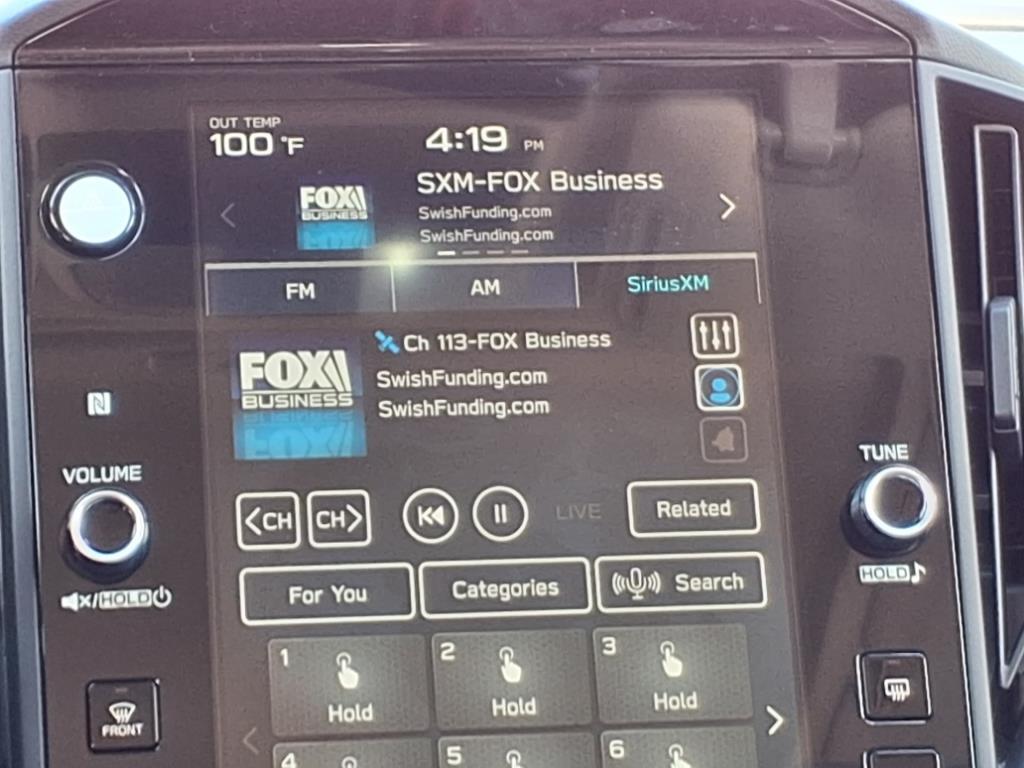 OUT TEMP
100 °F
4:19 PM
FOX
BUSINESS
SXM-FOX Business
SwishFunding.com
SwishFunding.com
FM
AM
SiriusXM
FOX
BUSINESS
Ch 113-FOX Business
SwishFunding.com
SwishFunding.com
N
VOLUME
TUNE
<CH
CH>
LIVE
Related
HOLD
HOLD
For You
Categories
Search
1
Hold
2
Hold
3
Hold
FRONT
4
5
6